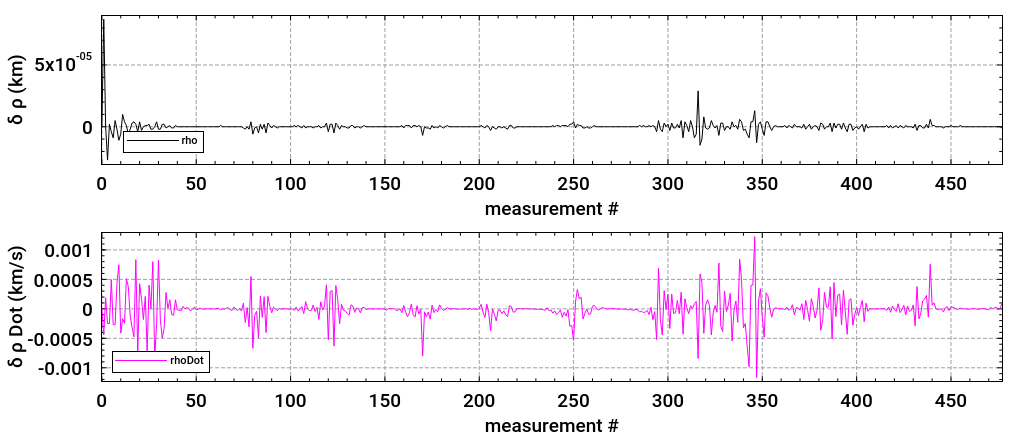 δ ρ (km)
5x10⁻⁰⁵
0
rho
0 50 100 150 200 250 300 350 400 450
measurement #
δ ρ Dot (km/s)
0.001
0.0005
0
-0.0005
-0.001
rhoDot
0 50 100 150 200 250 300 350 400 450
measurement #